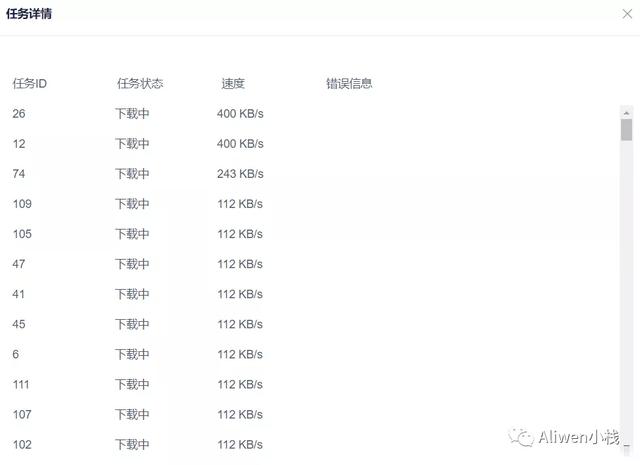 任务详情
任务ID 任务状态 速度 错误信息
26 下载中 400 KB/s
12 下载中 400 KB/s
74 下载中 243 KB/s
109 下载中 112 KB/s
105 下载中 112 KB/s
47 下载中 112 KB/s
41 下载中 112 KB/s
45 下载中 112 KB/s
6 下载中 112 KB/s
111 下载中 112 KB/s
107 下载中 112 KB/s
102 下载中 112 KB/s
Aliwen小栈_